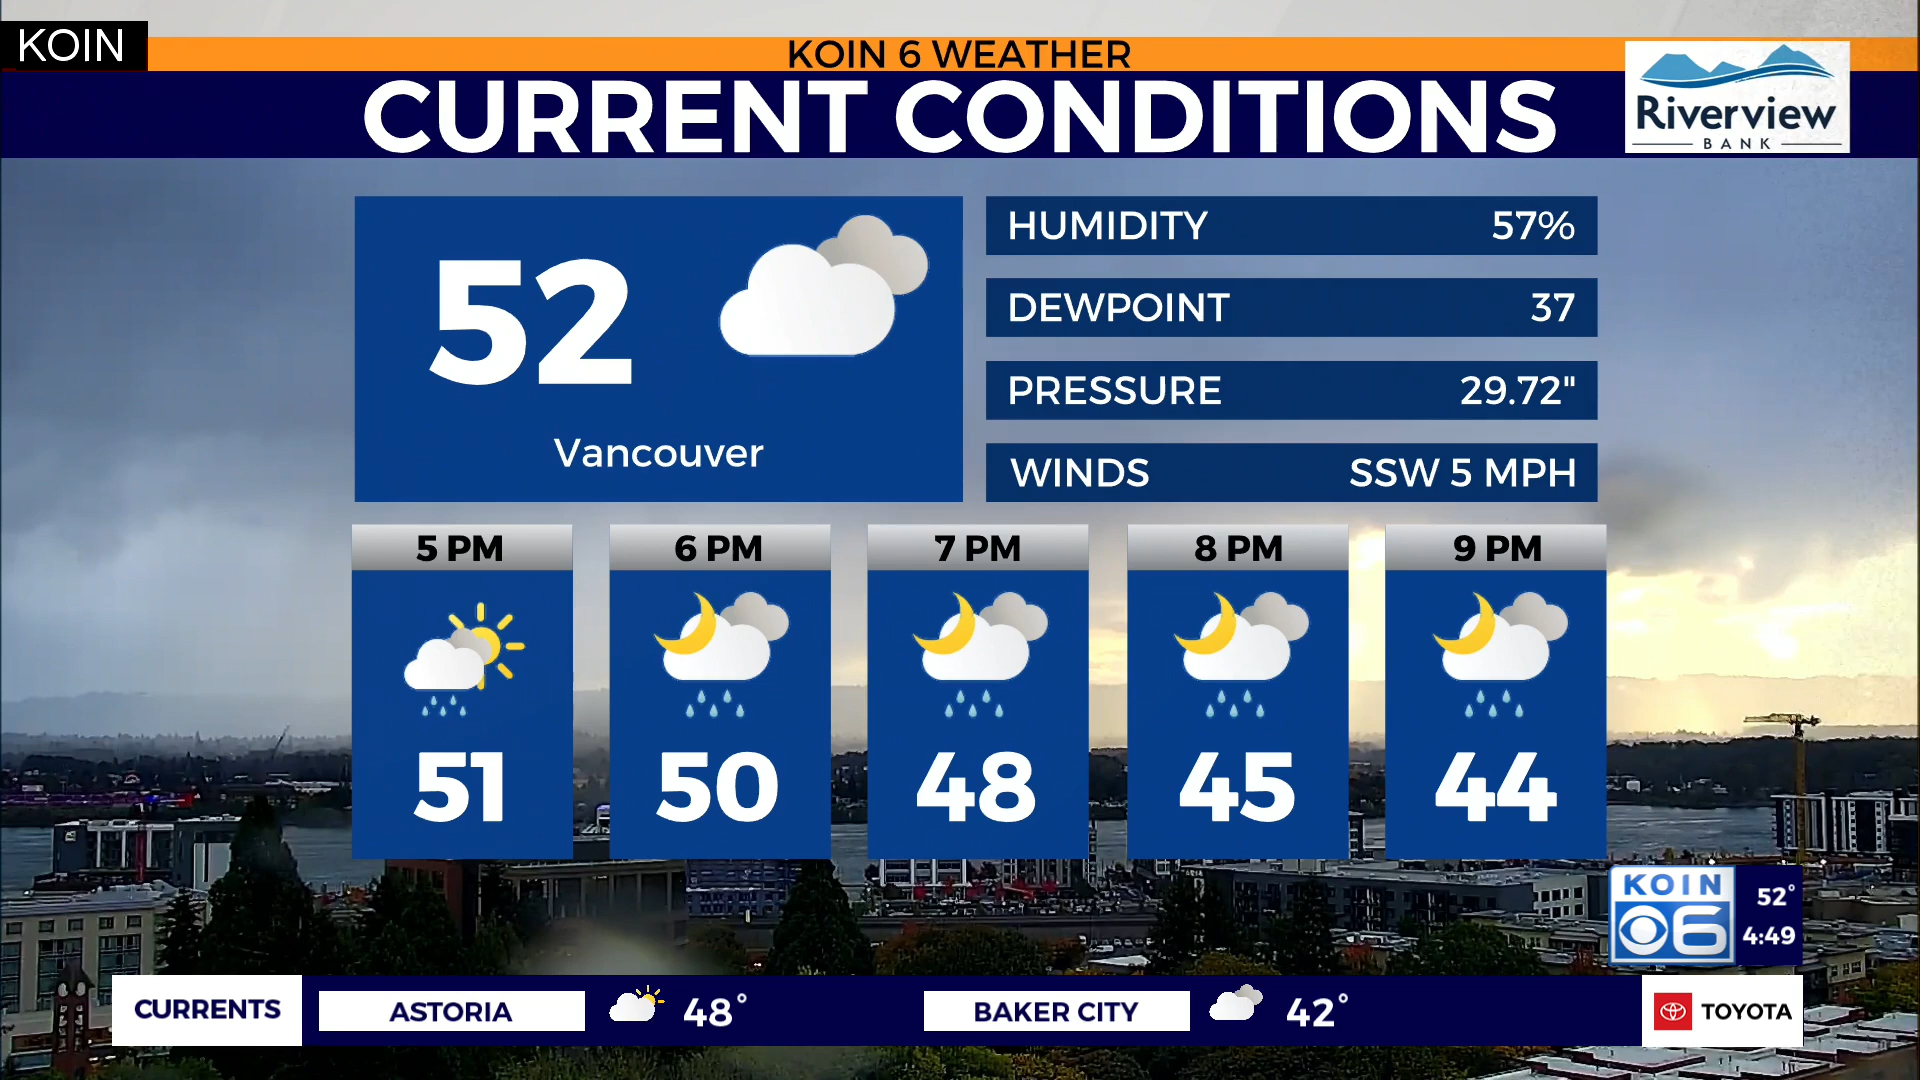 KOIN
KOIN 6 WEATHER
CURRENT CONDITIONS
Riverview
BANK
52
Vancouver
HUMIDITY 57%
DEWPOINT 37
PRESSURE 29.72"
WINDS SSW 5 MPH
5 PM 6 PM 7 PM 8 PM 9 PM
51 50 48 45 44
KOIN
6
52°
4:49
CURRENTS ASTORIA 48° BAKER CITY 42° TOYOTA